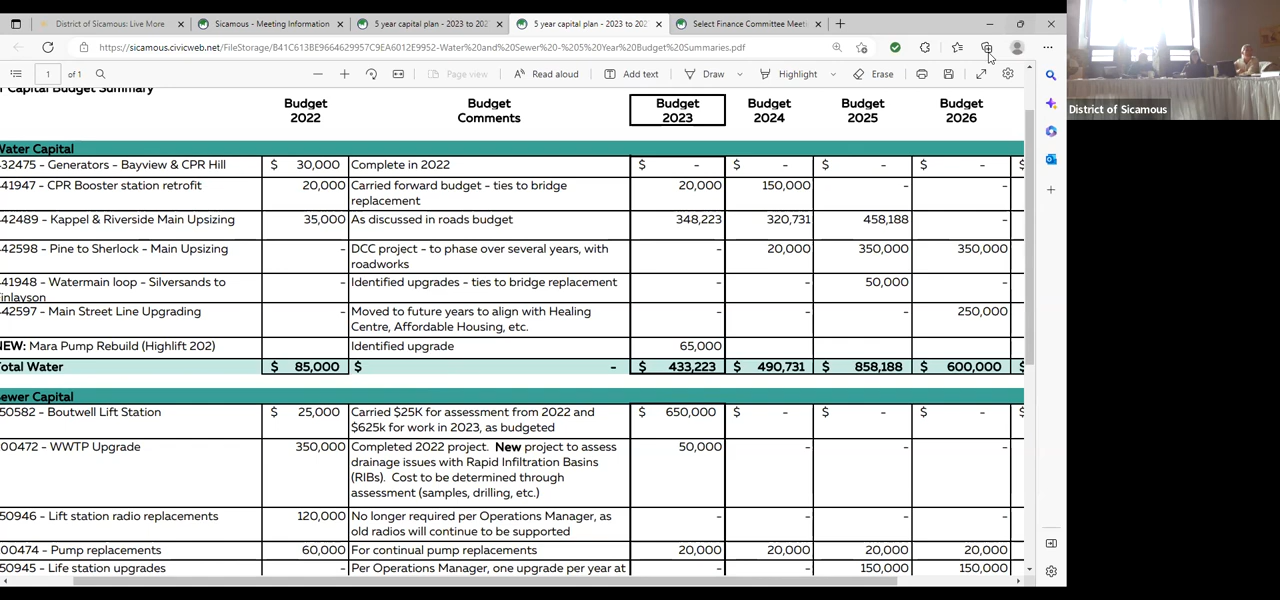 District of Sicamous: Live More
Sicamous - Meeting Information
5 year capital plan - 2023 to 202
5 year capital plan - 2023 to 202
Select Finance Committee Meeti
https://sicamous.civicweb.net/FileStorage/B41C613BE9664629957C9EA6012E9952-Water%20and%20Sewer%20-%205%20Year%20Budget%20Summaries.pdf
1 of 1 Page view Read aloud Add text Draw Highlight Erase
Capital Budget Summary
Budget 2022 Budget Comments Budget 2023 Budget 2024 Budget 2025 Budget 2026
Water Capital
432475 - Generators - Bayview & CPR Hill $ 30,000 Complete in 2022 $ - $ - $ - $ - $
441947 - CPR Booster station retrofit 20,000 Carried forward budget - ties to bridge 20,000 150,000 - -
replacement
442489 - Kappel & Riverside Main Upsizing 35,000 As discussed in roads budget 348,223 320,731 458,188 -
442598 - Pine to Sherlock - Main Upsizing - DCC project - to phase over several years, with - 20,000 350,000 350,000
roadworks
441948 - Watermain loop - Silversands to - Identified upgrades - ties to bridge replacement - - 50,000 -
Finlayson
442597 - Main Street Line Upgrading - Moved to future years to align with Healing - - - 250,000
Centre, Affordable Housing, etc.
NEW: Mara Pump Rebuild (Highlift 202) Identified upgrade 65,000
Total Water $ 85,000 $ - $ 433,223 $ 490,731 $ 858,188 $ 600,000 $
Sewer Capital
50582 - Boutwell Lift Station $ 25,000 Carried $25K for assessment from 2022 and $ 650,000 $ - $ - $ - $
$625k for work in 2023, as budgeted
00472 - WWTP Upgrade 350,000 Completed 2022 project. New project to assess 50,000 - - -
drainage issues with Rapid Infiltration Basins
(RIBs). Cost to be determined through
assessment (samples, drilling, etc.)
50946 - Lift station radio replacements 120,000 No longer required per Operations Manager, as - - - -
old radios will continue to be supported
00474 - Pump replacements 60,000 For continual pump replacements 20,000 20,000 20,000 20,000
50945 - Life station upgrades - Per Operations Manager, one upgrade per year at - - 150,000 150,000
District of Sicamous